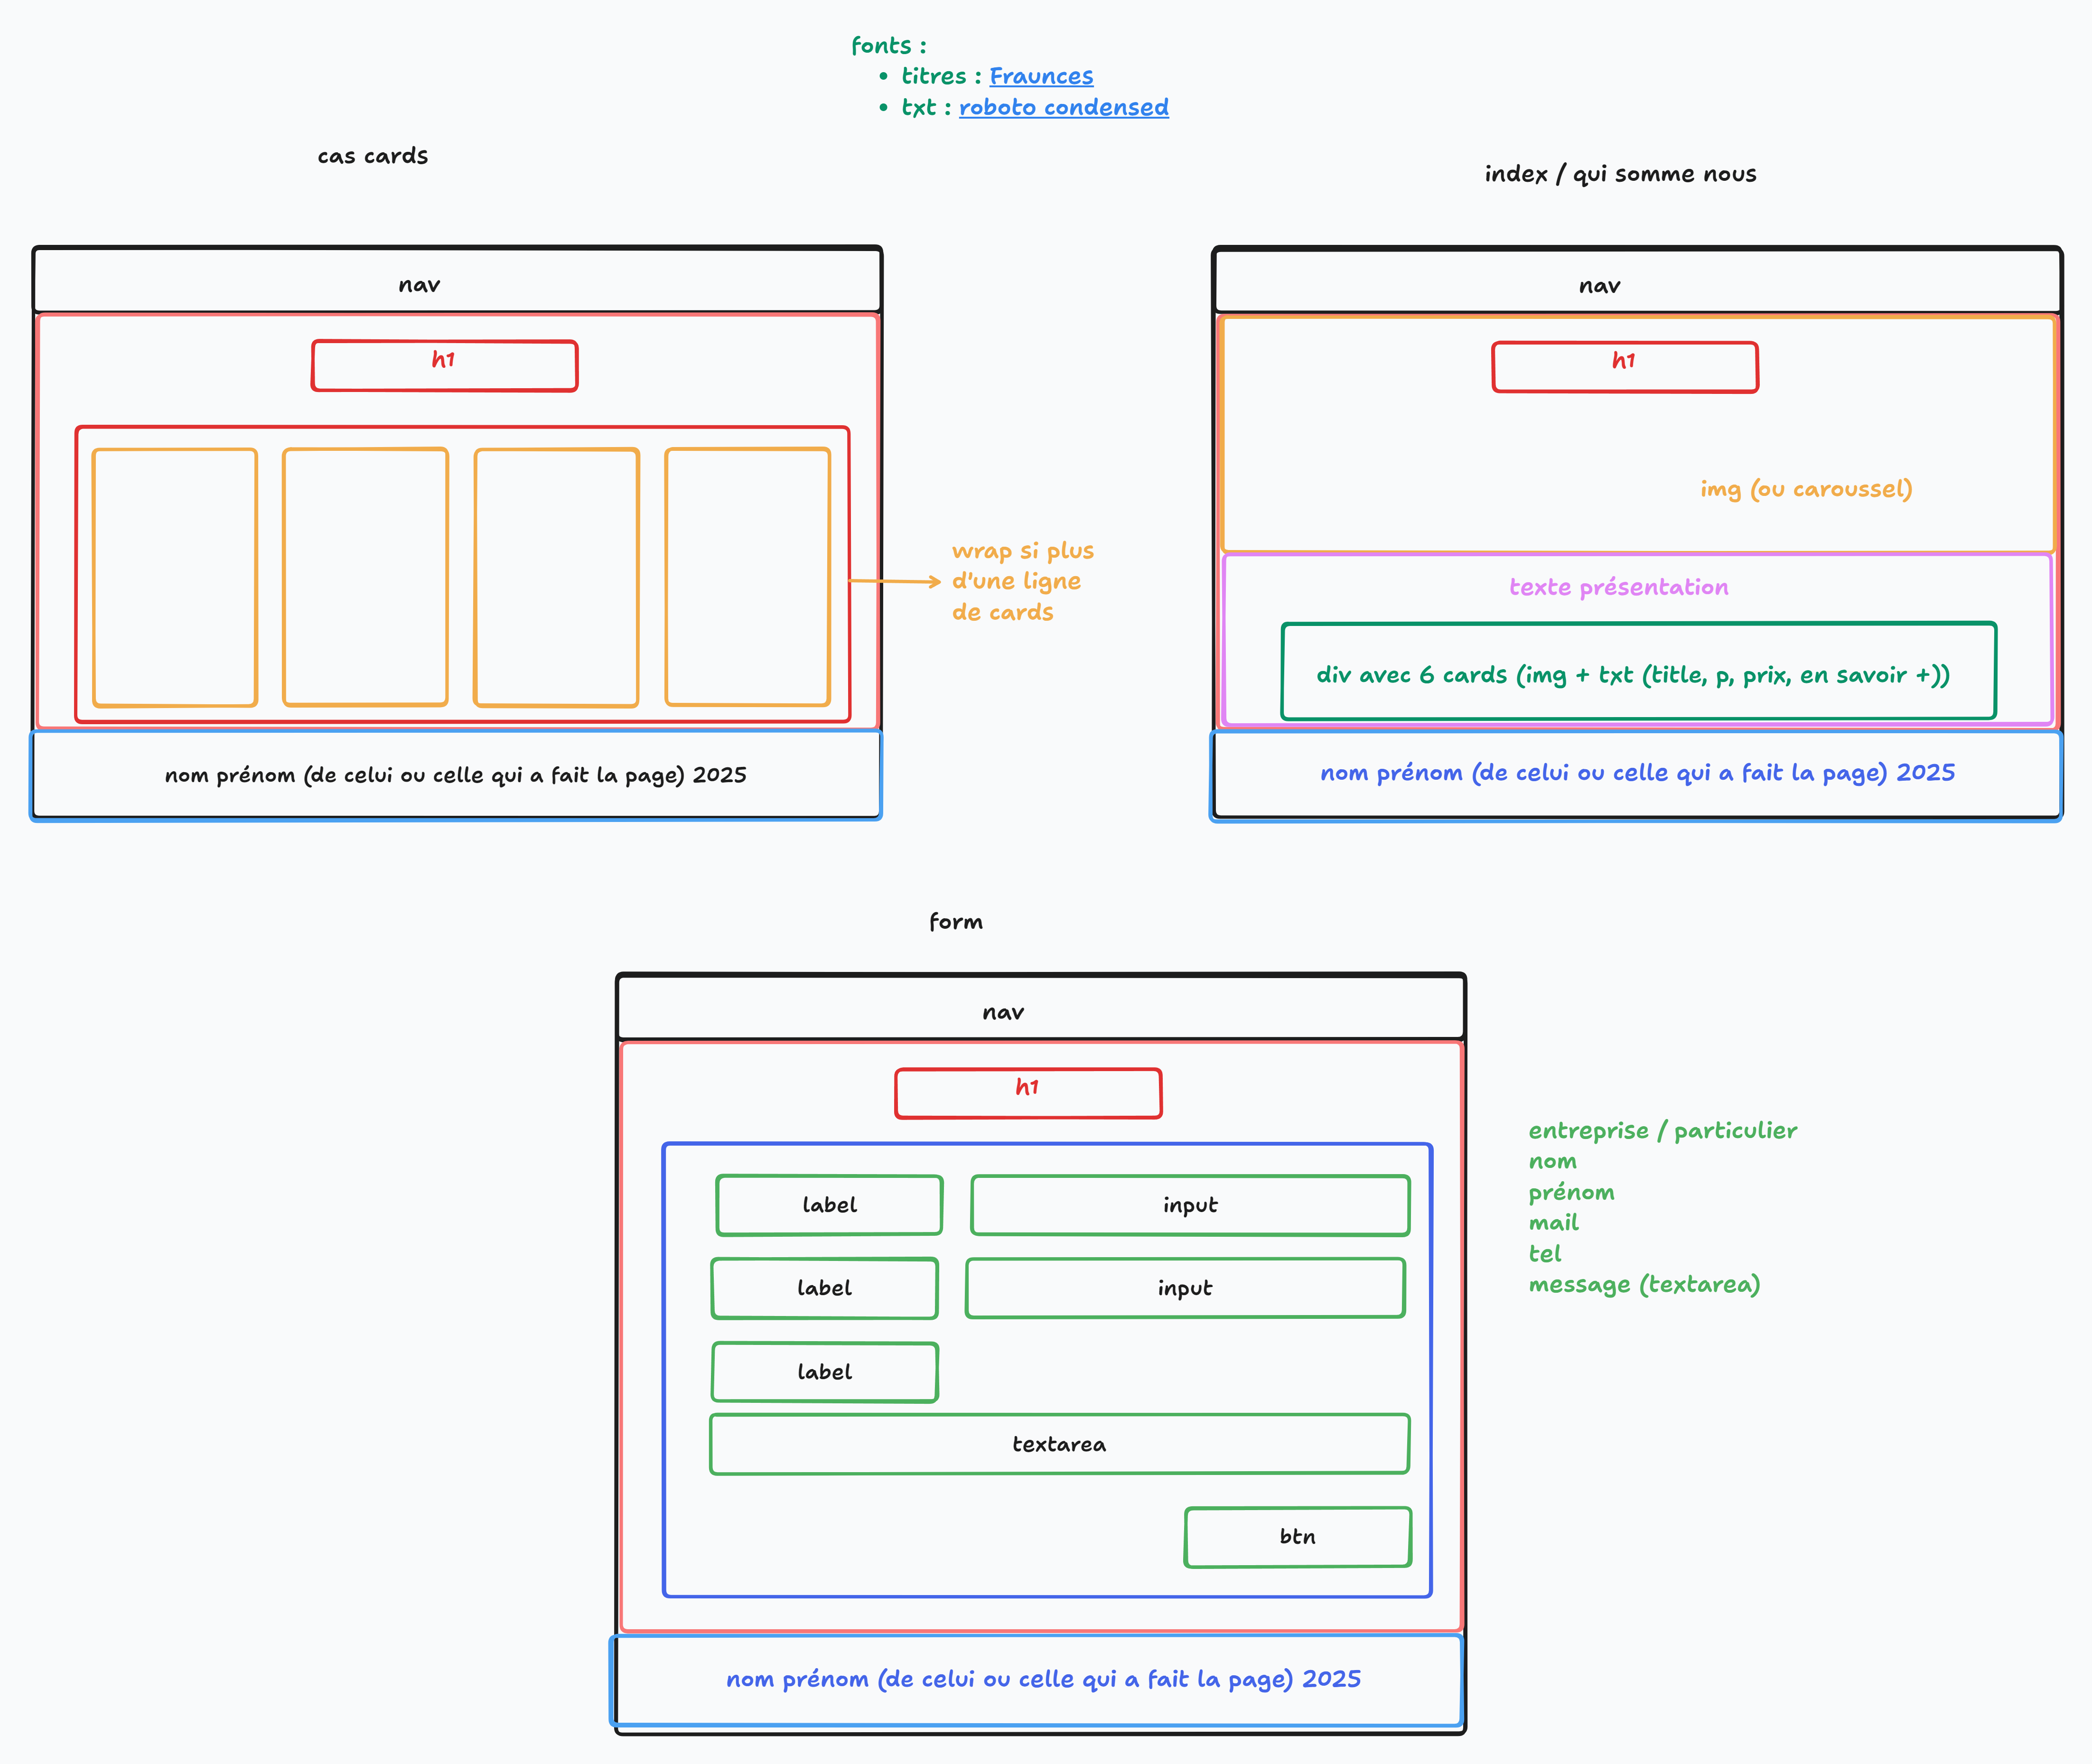 fonts :
• titres : Fraunces
• txt : roboto condensed
cas cards
nav
h1
wrap si plus
d'une ligne
de cards
nom prénom (de celui ou celle qui a fait la page) 2025
index / qui somme nous
nav
h1
img (ou caroussel)
texte présentation
div avec 6 cards (img + txt (title, p, prix, en savoir +))
nom prénom (de celui ou celle qui a fait la page) 2025
form
nav
h1
label
input
label
input
label
textarea
btn
nom prénom (de celui ou celle qui a fait la page) 2025
entreprise / particulier
nom
prénom
mail
tel
message (textarea)